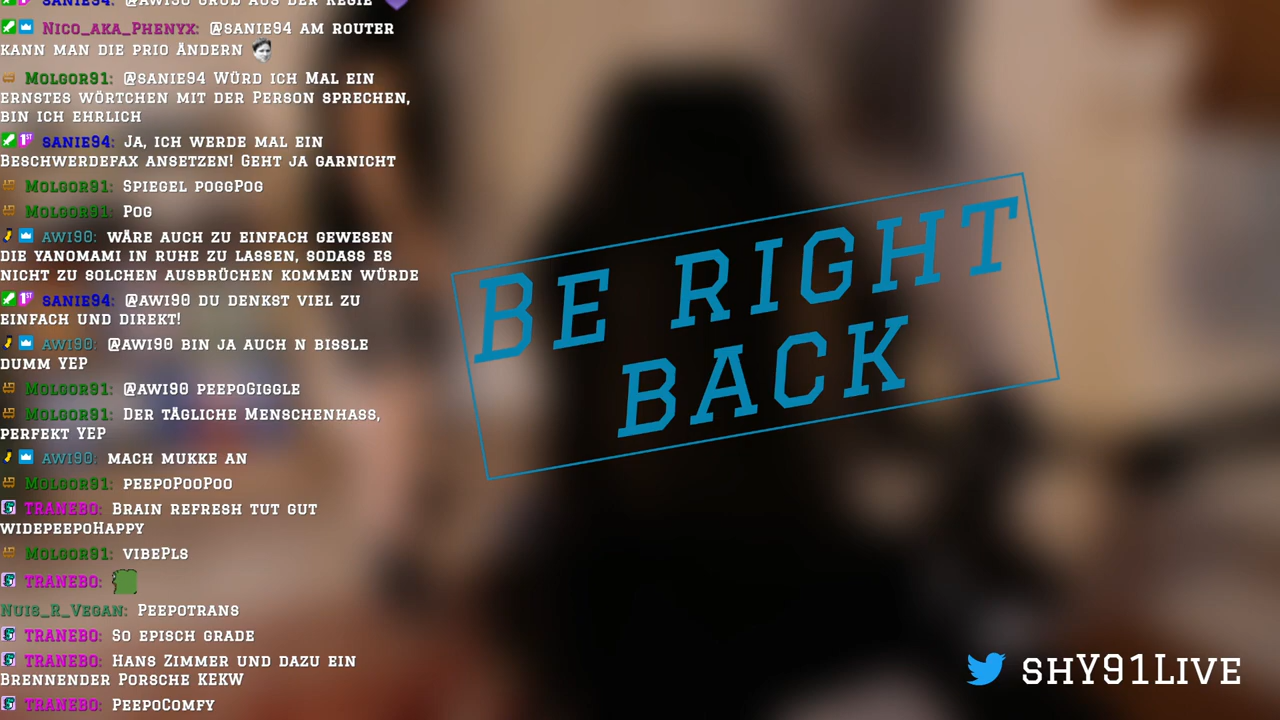 sanie94: @Awi90 Gruß aus der Regie
Nico_aka_Phenyx: @sanie94 am router
kann man die prio ändern
Molgor91: @sanie94 Würd ich Mal ein
ernstes wörtchen mit der Person sprechen,
bin ich ehrlich
sanie94: Ja, ich werde mal ein
Beschwerdefax ansetzen! Geht ja garnicht
Molgor91: Spiegel poggPog
Molgor91: Pog
Awi90: wäre auch zu einfach gewesen
die Yanomami in Ruhe zu lassen, sodass es
nicht zu solchen Ausbrüchen kommen würde
sanie94: @Awi90 du denkst viel zu
einfach und direkt!
Awi90: @Awi90 bin ja auch n bissle
dumm YEP
Molgor91: @Awi90 peepoGiggle
Molgor91: Der tägliche Menschenhass,
perfekt YEP
Awi90: mach mukke an
Molgor91: peepoPooPoo
TRANEBO: Brain refresh tut gut
widepeepoHappy
Molgor91: vibePls
TRANEBO:
Nuis_R_Vegan: Peepotrans
TRANEBO: So episch grade
TRANEBO: Hans Zimmer und dazu ein
Brennender Porsche KEKW
TRANEBO: PeepoComfy
Be right
back
shY91Live